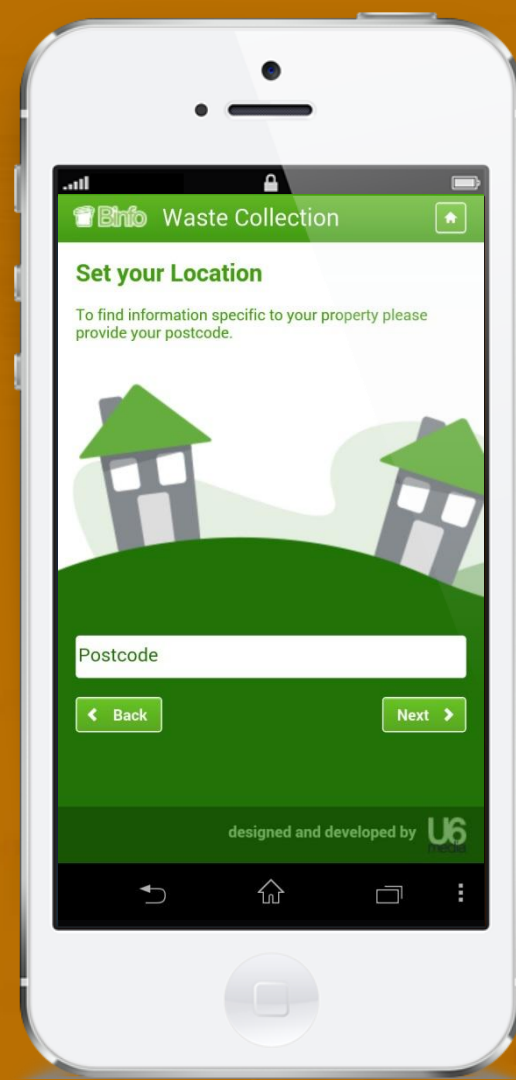 Binfo Waste Collection
Set your Location
To find information specific to your property please
provide your postcode.
Postcode
Back
Next
designed and developed by U6
media